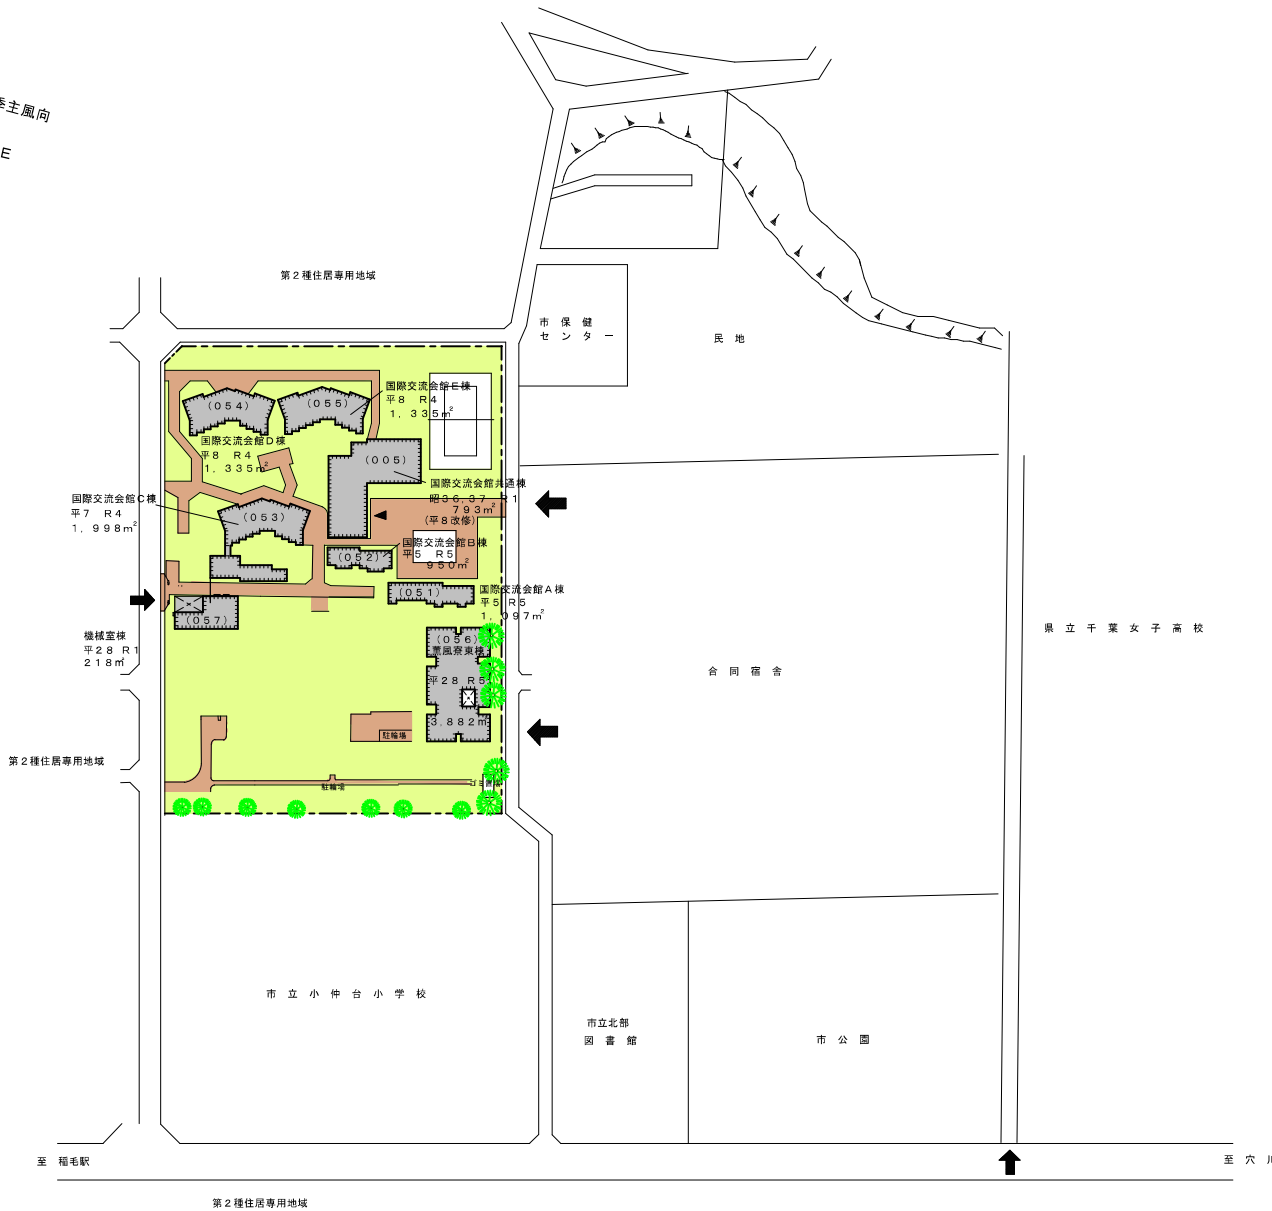 季主風向
E
第２種住居専用地域
市 保 健
セ ン タ ー
民 地
(０５４)
(０５５)
国際交流会館Ｅ棟
平８ Ｒ４
１，３３５㎡
国際交流会館Ｄ棟
平８ Ｒ４
１，３３５㎡
(００５)
国際交流会館共通棟
昭３６,３７ Ｒ１
７９３㎡
(平８改修)
国際交流会館Ｃ棟
平７ Ｒ４
１，９９８㎡
(０５３)
国際交流会館Ｂ棟
平５ Ｒ５
９５０㎡
(０５２)
国際交流会館Ａ棟
平５ Ｒ５
１，０９７㎡
(０５１)
(０５７)
機械室棟
平２８ Ｒ１
２１８㎡
(０５６)
薫風寮東棟
平２８ Ｒ５
３,８８２㎡
駐輪場
駐輪場
第２種住居専用地域
合 同 宿 舎
県 立 千 葉 女 子 高 校
市 立 小 仲 台 小 学 校
市立北部
図 書 館
市 公 園
至 稲毛駅
至 穴 川
第２種住居専用地域